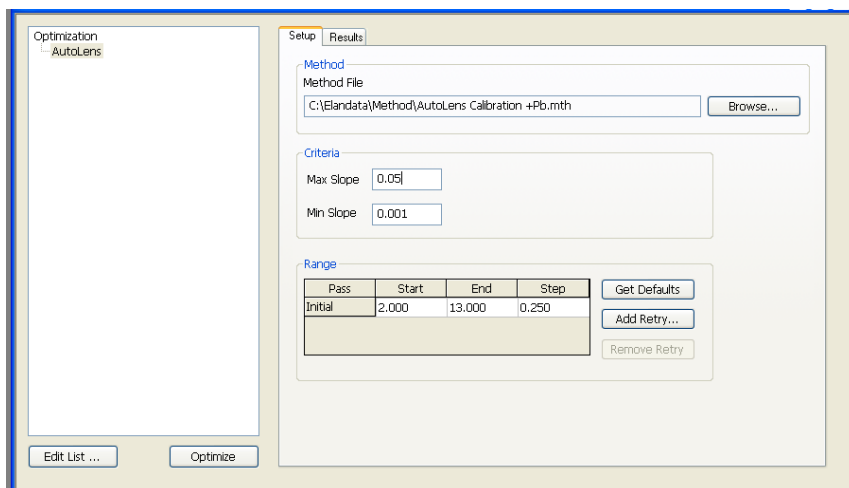 Optimization
AutoLens
Setup
Results
Method
Method File
C:\Elandata\Method\AutoLens Calibration +Pb.mth
Browse...
Criteria
Max Slope 0.05
Min Slope 0.001
Range
Pass Start End Step
Initial 2.000 13.000 0.250
Get Defaults
Add Retry...
Remove Retry
Edit List ...
Optimize